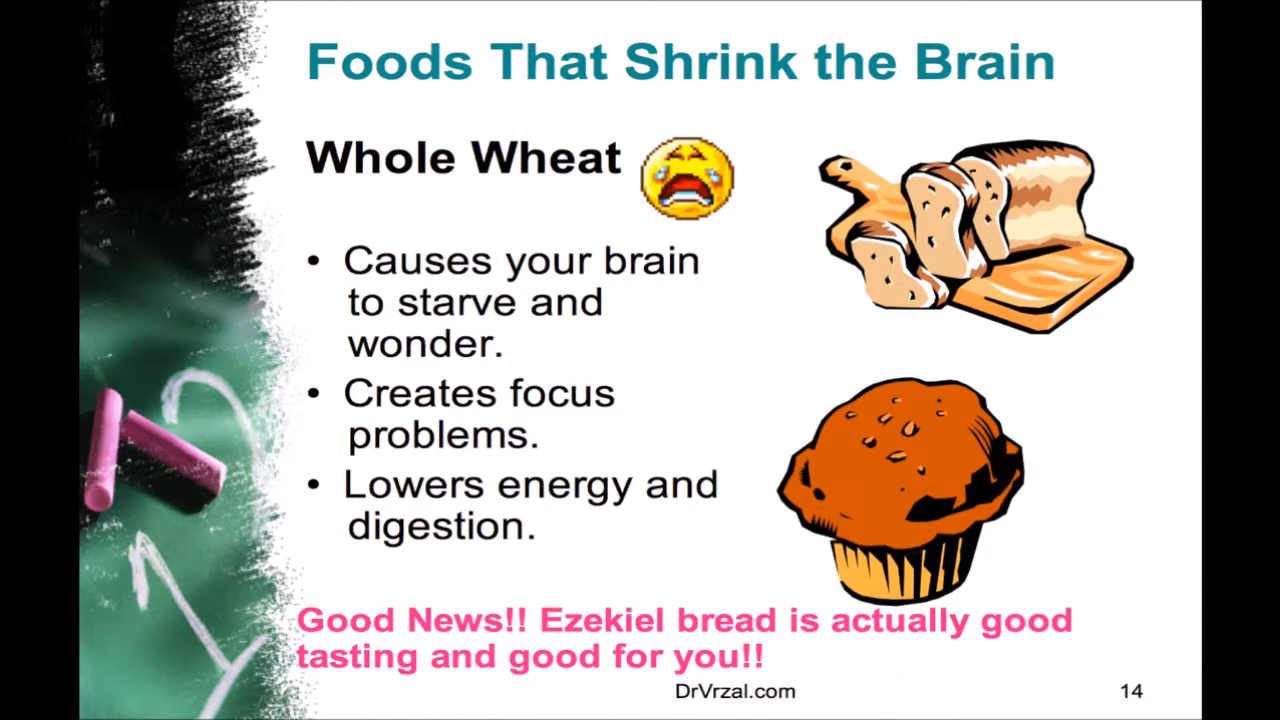 Foods That Shrink the Brain
Whole Wheat
• Causes your brain
to starve and
wonder.
• Creates focus
problems.
• Lowers energy and
digestion.
Good News!! Ezekiel bread is actually good
tasting and good for you!!
DrVrzal.com
14